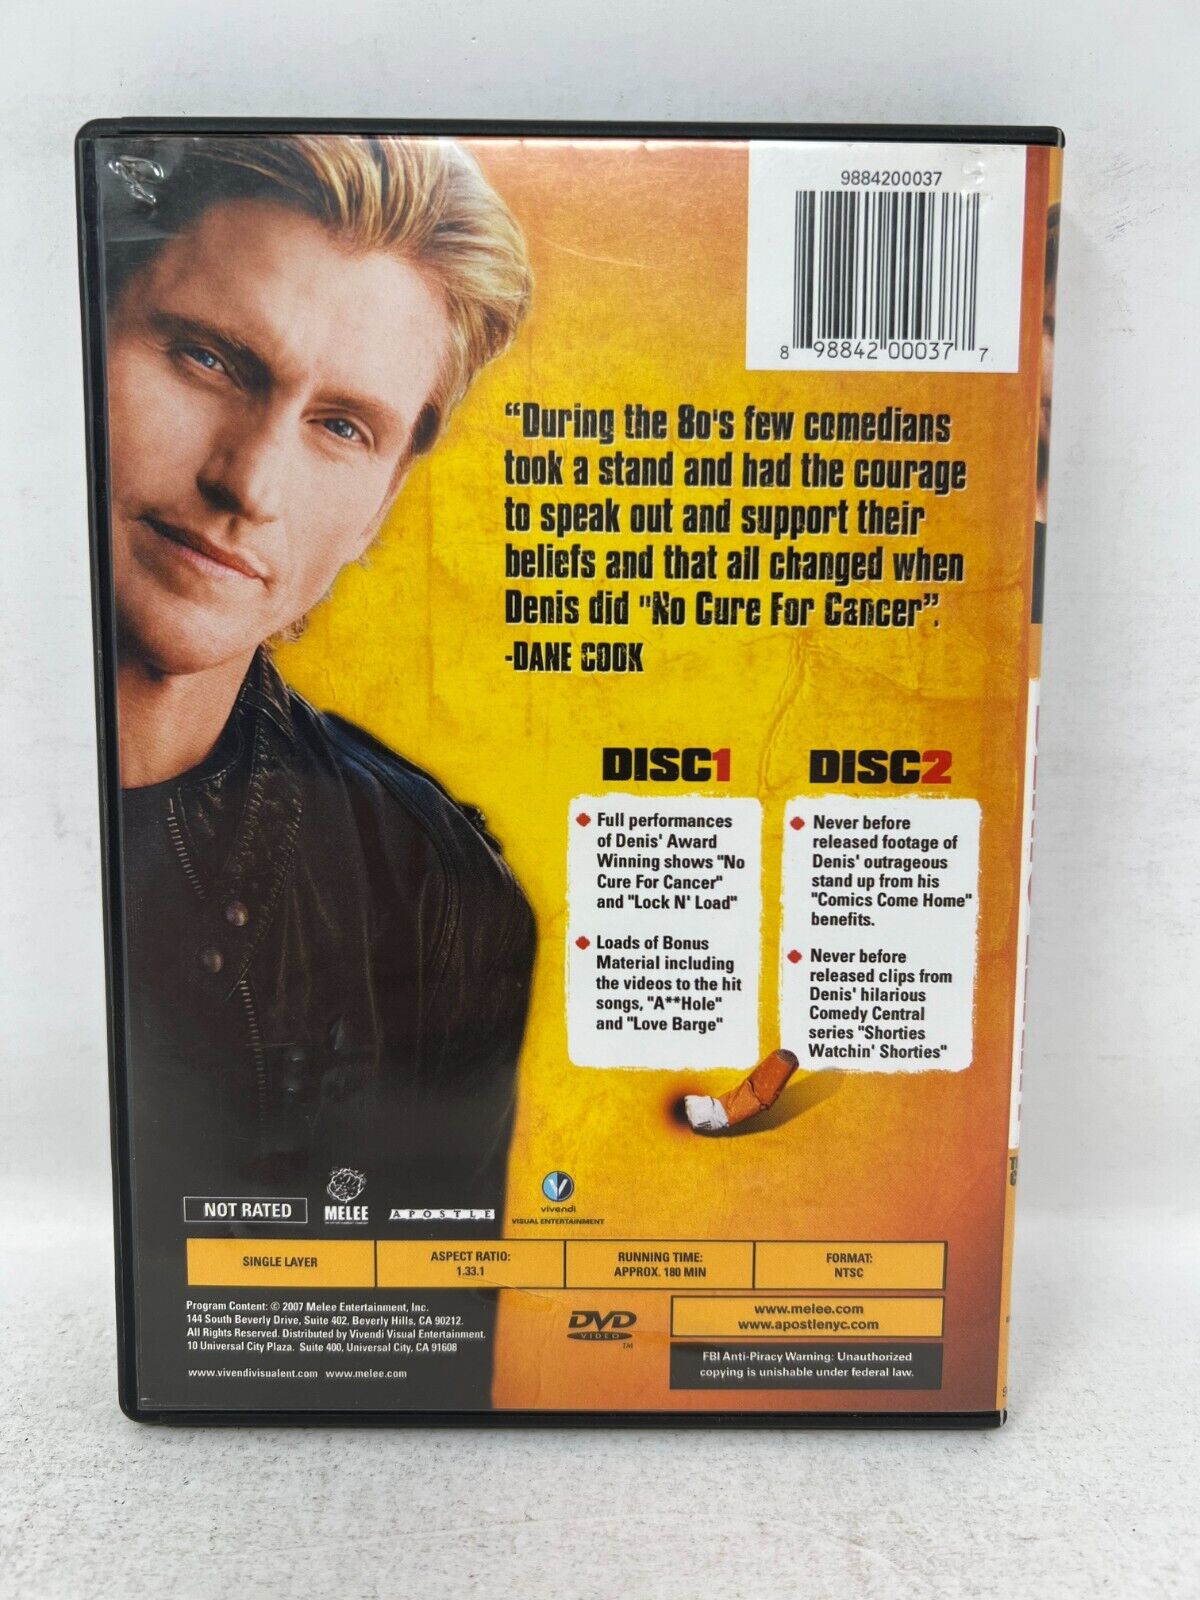 9884200037
8 98842 00037 7
“During the 80's few comedians
took a stand and had the courage
to speak out and support their
beliefs and that all changed when
Denis did "No Cure For Cancer”.
-DANE COOK
DISC1
Full performances
of Denis' Award
Winning shows "No
Cure For Cancer"
and "Lock N' Load"
Loads of Bonus
Material including
the videos to the hit
songs, "A**Hole"
and "Love Barge"
DISC2
Never before
released footage of
Denis' outrageous
stand up from his
"Comics Come Home"
benefits.
Never before
released clips from
Denis' hilarious
Comedy Central
series "Shorties
Watchin' Shorties"
NOT RATED
MELEE
APOSTLE
V
vivendi
VISUAL ENTERTAINMENT
SINGLE LAYER
ASPECT RATIO:
1.33.1
RUNNING TIME:
APPROX. 180 MIN
FORMAT:
NTSC
Program Content: © 2007 Melee Entertainment, Inc.
144 South Beverly Drive, Suite 402, Beverly Hills, CA 90212.
All Rights Reserved. Distributed by Vivendi Visual Entertainment.
10 Universal City Plaza. Suite 400, Universal City, CA 91608
www.vivendivisualent.com www.melee.com
DVD
VIDEO
TM
www.melee.com
www.apostlenyc.com
FBI Anti-Piracy Warning: Unauthorized
copying is unishable under federal law.